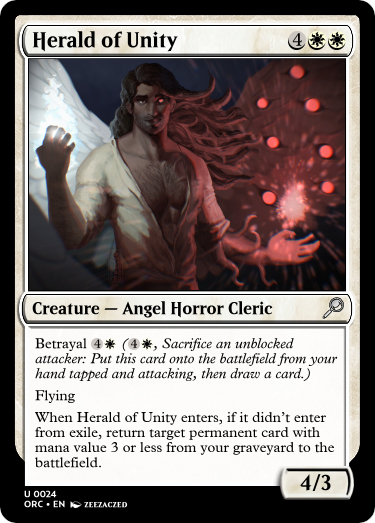 Herald of Unity 4
Creature — Angel Horror Cleric
Betrayal 4 ( 4 , Sacrifice an unblocked
attacker: Put this card onto the battlefield from your
hand tapped and attacking, then draw a card.)
Flying
When Herald of Unity enters, if it didn't enter
from exile, return target permanent card with
mana value 3 or less from your graveyard to the
battlefield.
4/3
U 0024
ORC • EN ZEEZACZED